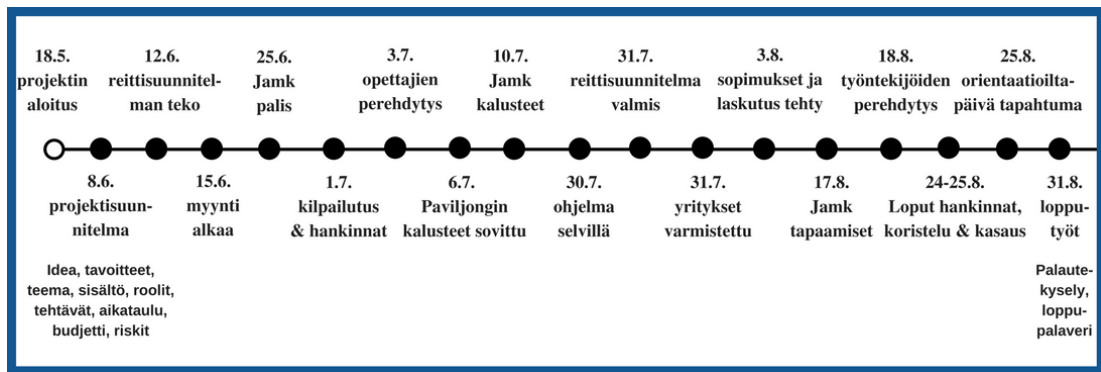 18.5.
projektin
aloitus
12.6.
reittisuunnitel-
man teko
25.6.
Jamk
palis
3.7.
opettajien
perehdytys
10.7.
Jamk
kalusteet
31.7.
reittisuunnitelma
valmis
3.8.
sopimukset ja
laskutus tehty
18.8.
työntekijöiden
perehdytys
25.8.
orientaatioilta-
päivä tapahtuma
8.6.
projektisuun-
nitelma
15.6.
myynti
alkaa
1.7.
kilpailutus
& hankinnat
6.7.
Paviljongin
kalusteet sovittu
30.7.
ohjelma
selvillä
31.7.
yritykset
varmistettu
17.8.
Jamk
tapaamiset
24-25.8.
Loput hankinnat,
koristelu & kasaus
31.8.
loppu-
työt
Idea, tavoitteet,
teema, sisältö, roolit,
tehtävät, aikataulu,
budjetti, riskit
Palaute-
kysely,
loppu-
palaveri